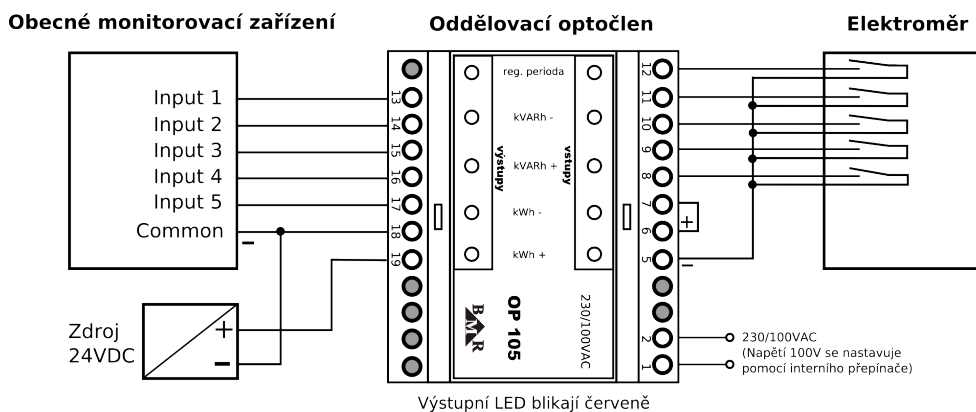 Obecné monitorovací zařízení
Oddělovací optočlen
Elektroměr
Input 1
Input 2
Input 3
Input 4
Input 5
Common
–
13
14
15
16
17
18
19
reg. perioda
kVARh -
kVARh +
kWh -
kWh +
výstupy
vstupy
12
11
10
9
8
7
6
5
2
1
+
–
BMR
OP 105
230/100VAC
Zdroj
24VDC
+
–
230/100VAC
(Napětí 100V se nastavuje
pomocí interního přepínače)
Výstupní LED blikají červeně